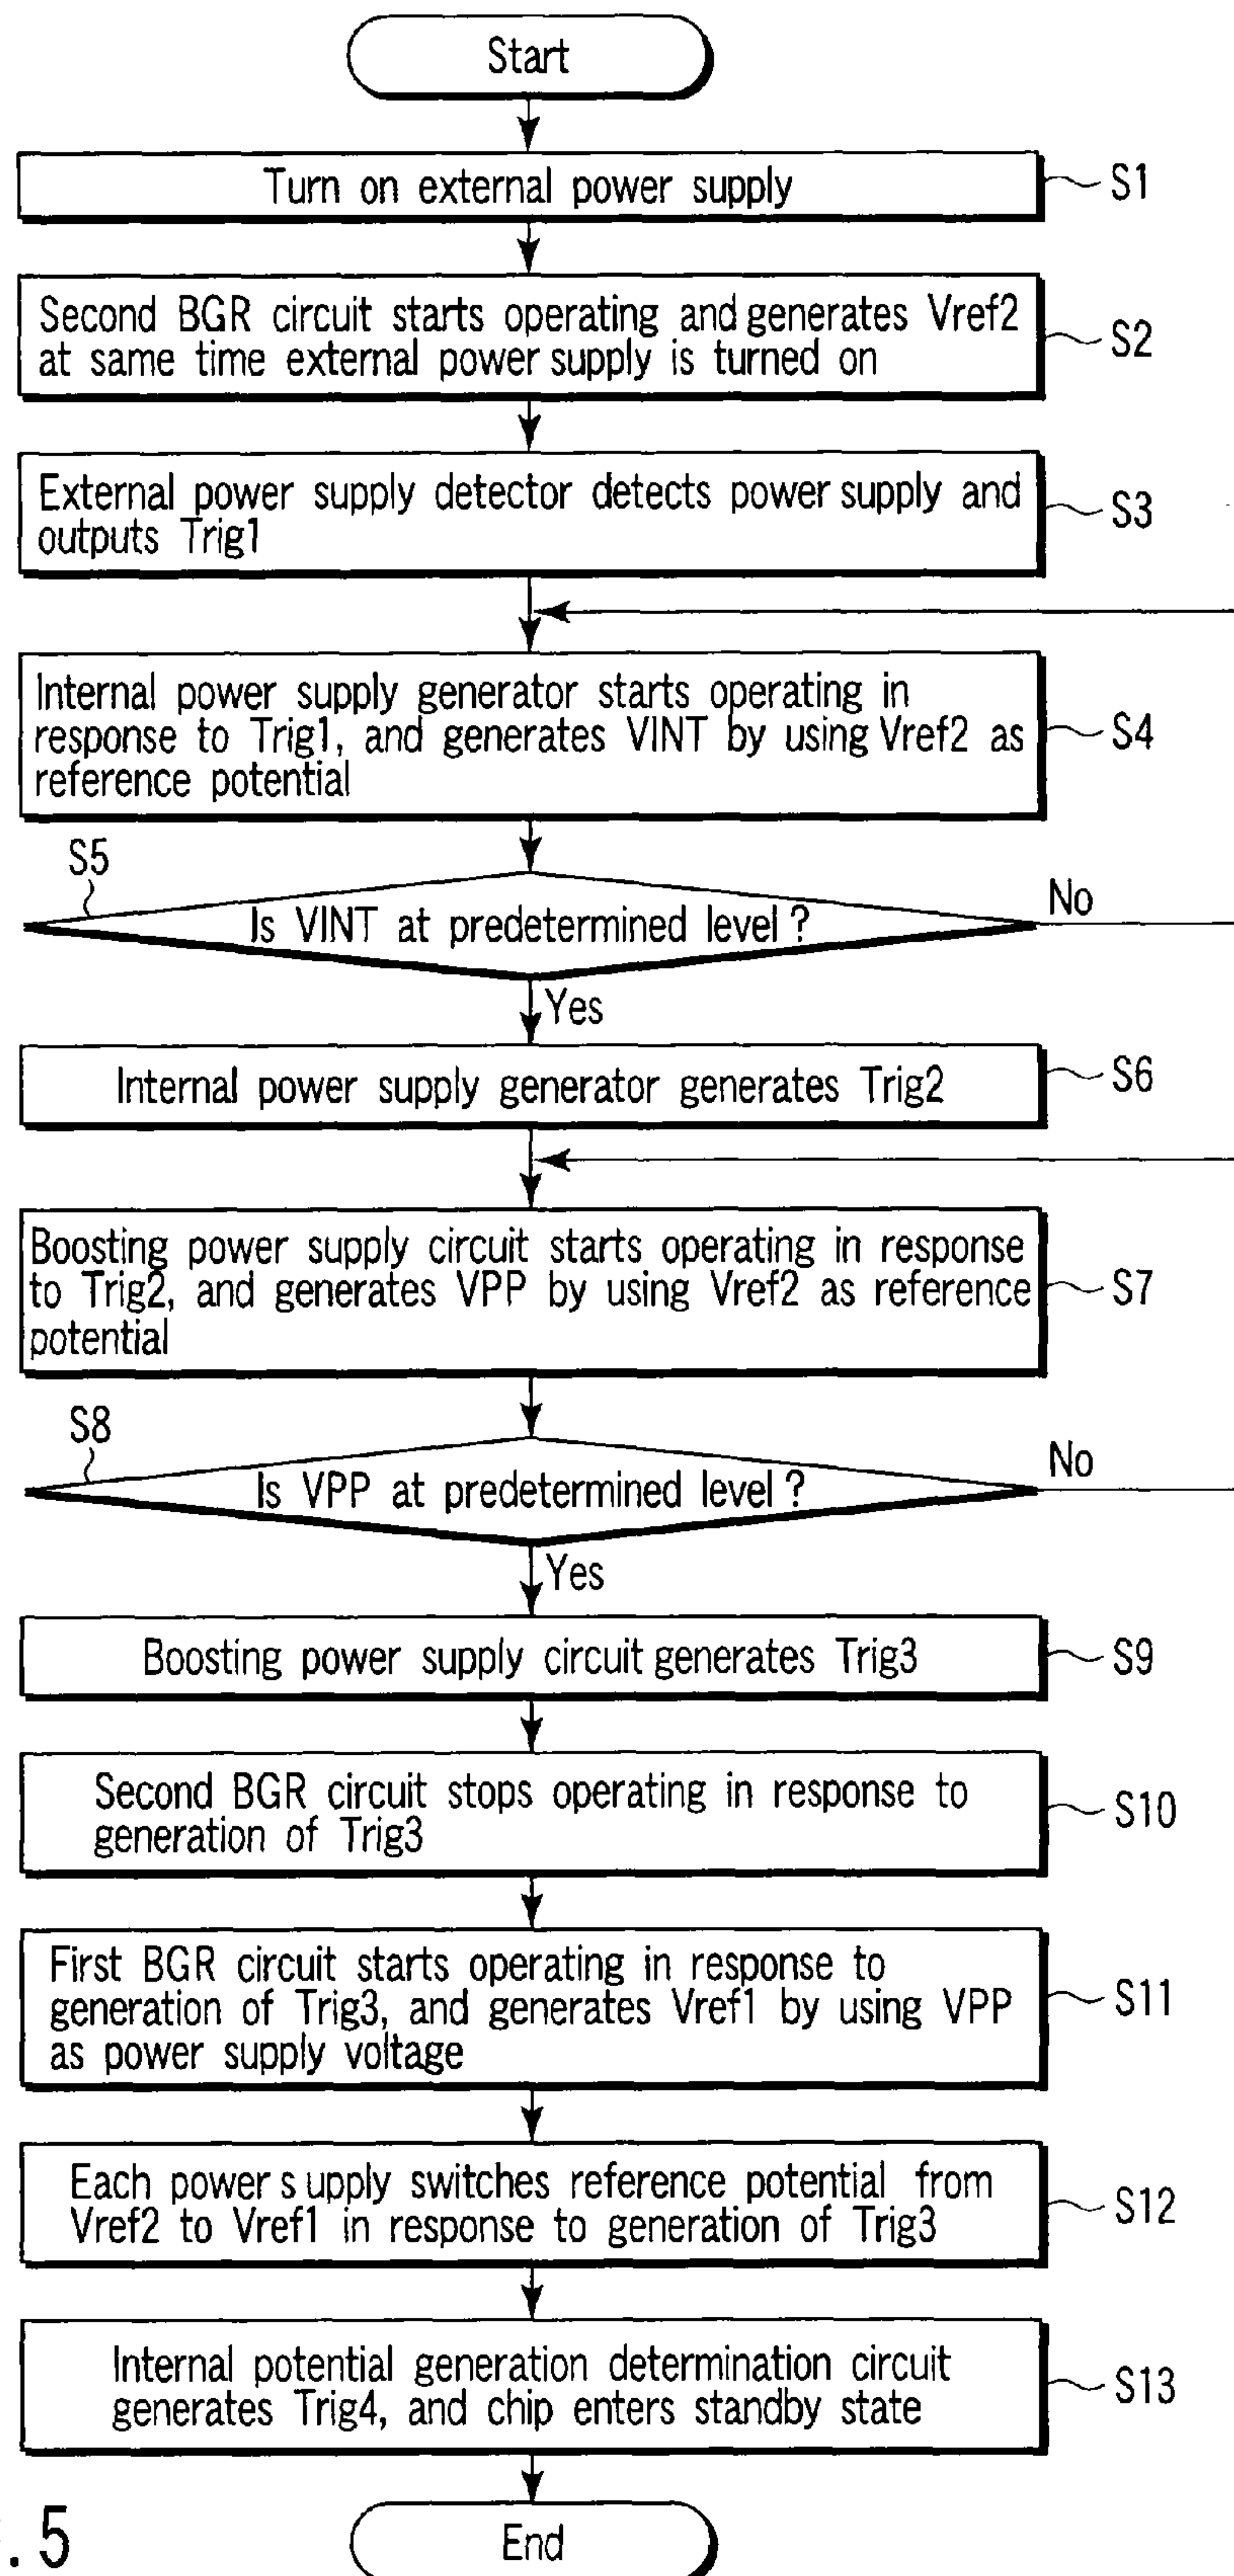 Start
Turn on external power supply
S1
Second BGR circuit starts operating and generates Vref2
at same time external power supply is turned on
S2
External power supply detector detects power supply and
outputs Trig1
S3
Internal power supply generator starts operating in
response to Trig1, and generates VINT by using Vref2 as
reference potential
S4
S5
Is VINT at predetermined level?
No
Yes
Internal power supply generator generates Trig2
S6
Boosting power supply circuit starts operating in response
to Trig2, and generates VPP by using Vref2 as reference
potential
S7
S8
Is VPP at predetermined level?
No
Yes
Boosting power supply circuit generates Trig3
S9
Second BGR circuit stops operating in response to
generation of Trig3
S10
First BGR circuit starts operating in response to
generation of Trig3, and generates Vref1 by using VPP
as power supply voltage
S11
Each power supply switches reference potential from
Vref2 to Vref1 in response to generation of Trig3
S12
Internal potential generation determination circuit
generates Trig4, and chip enters standby state
S13
End
. 5